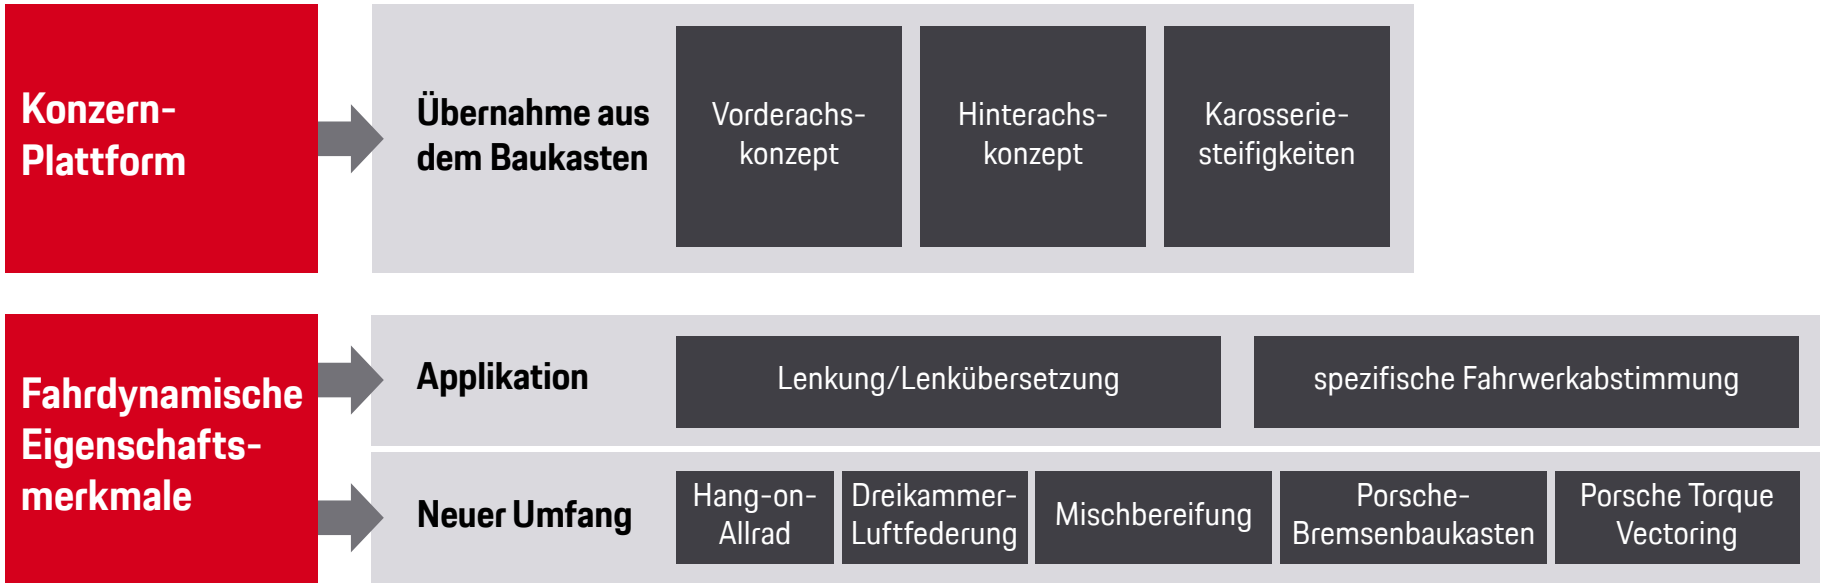 Konzern-
Plattform
Übernahme aus
dem Baukasten
Vorderachs-
konzept
Hinterachs-
konzept
Karosserie-
steifigkeiten
Fahrdynamische
Eigenschafts-
merkmale
Applikation
Lenkung/Lenkübersetzung
spezifische Fahrwerkabstimmung
Neuer Umfang
Hang-on-
Allrad
Dreikammer-
Luftfederung
Mischbereifung
Porsche-
Bremsenbaukasten
Porsche Torque
Vectoring